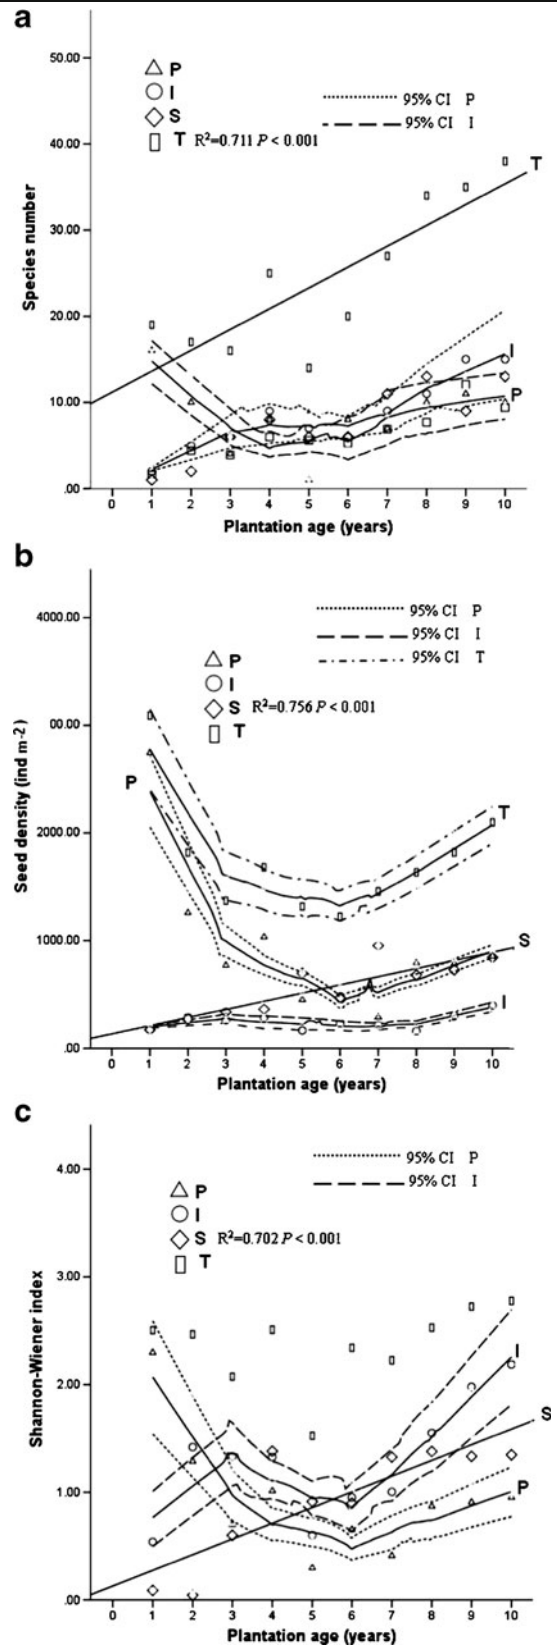 a
50.00
P
I
95% CI P
S
95% CI I
T R²=0.711 P < 0.001
40.00
T
30.00
Species number
20.00
I
10.00
P
.00
0 1 2 3 4 5 6 7 8 9 10
Plantation age (years)
b
4000.00
95% CI P
95% CI I
P
95% CI T
I
S R²=0.756 P < 0.001
T
00.00
P
Seed density (ind m-2)
2000.00
T
1000.00
S
I
.00
0 1 2 3 4 5 6 7 8 9 10
Plantation age (years)
c
4.00
95% CI P
P
95% CI I
I
S R²=0.702 P < 0.001
T
3.00
Shannon-Wiener index
I
2.00
S
1.00
P
.00
0 1 2 3 4 5 6 7 8 9 10
Plantation age (years)